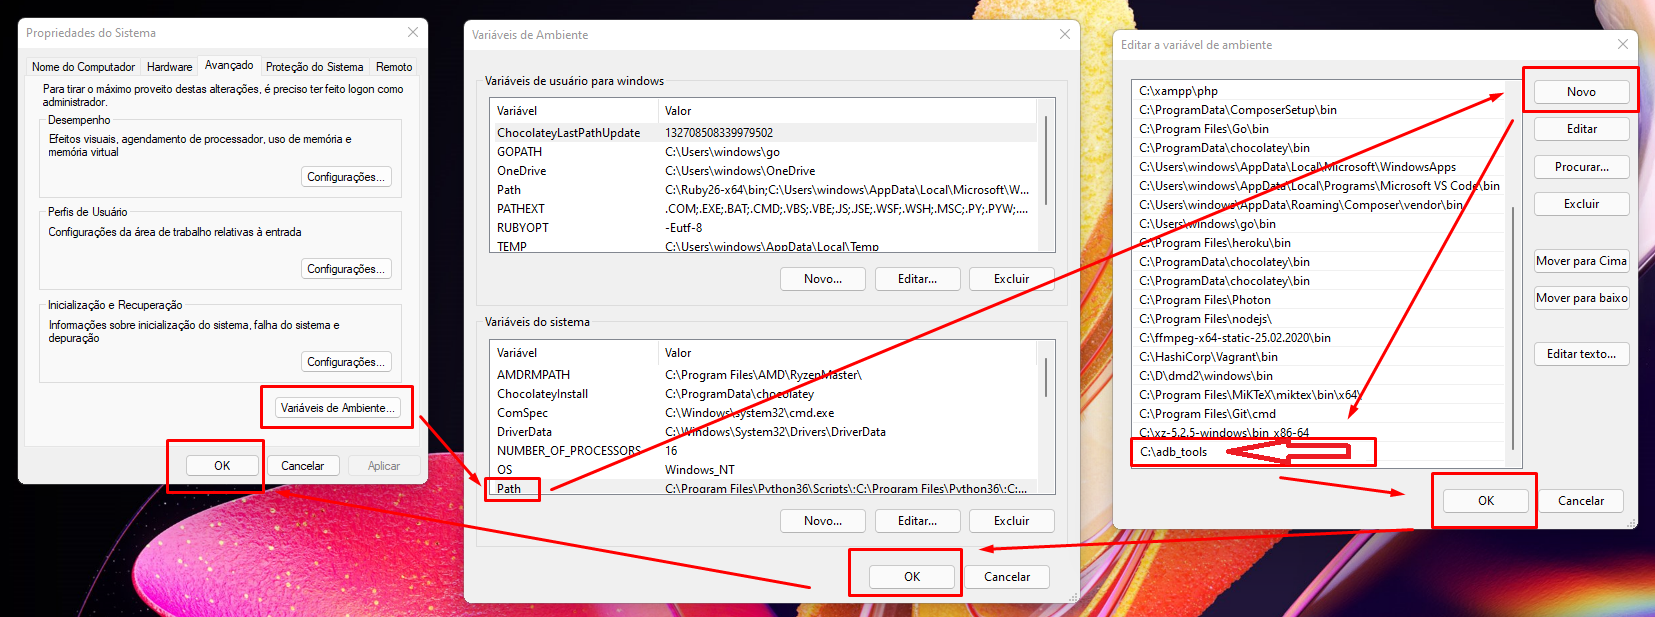 Propriedades do Sistema
Nome do Computador
Hardware
Avançado
Proteção do Sistema
Remoto
Para tirar o máximo proveito destas alterações, é preciso ter feito logon como
administrador.
Desempenho
Efeitos visuais, agendamento de processador, uso de memória e
memória virtual
Configurações...
Perfis de Usuário
Configurações da área de trabalho relativas à entrada
Configurações...
Inicialização e Recuperação
Informações sobre inicialização do sistema, falha do sistema e
depuração
Configurações...
Variáveis de Ambiente...
OK
Cancelar
Aplicar
Variáveis de Ambiente
Variáveis de usuário para windows
Variável Valor
ChocolateyLastPathUpdate 132708508339979502
GOPATH C:\Users\windows\go
OneDrive C:\Users\windows\OneDrive
Path C:\Ruby26-x64\bin;C:\Users\windows\AppData\Local\Microsoft\W...
PATHEXT .COM;.EXE;.BAT;.CMD;.VBS;.VBE;.JS;.JSE;.WSF;.WSH;.MSC;.PY;.PYW;....
RUBYOPT -Eutf-8
TEMP C:\Users\windows\AppData\Local\Temp
Novo...
Editar...
Excluir
Variáveis do sistema
Variável Valor
AMDRMPATH C:\Program Files\AMD\RyzenMaster\
ChocolateyInstall C:\ProgramData\chocolatey
ComSpec C:\Windows\system32\cmd.exe
DriverData C:\Windows\System32\Drivers\DriverData
NUMBER_OF_PROCESSORS 16
OS Windows_NT
Path C:\Program Files\Python36\Scripts\;C:\Program Files\Python36\;C:...
Novo...
Editar...
Excluir
OK
Cancelar
Editar a variável de ambiente
C:\xampp\php
C:\ProgramData\ComposerSetup\bin
C:\Program Files\Go\bin
C:\ProgramData\chocolatey\bin
C:\Users\windows\AppData\Local\Microsoft\WindowsApps
C:\Users\windows\AppData\Local\Programs\Microsoft VS Code\bin
C:\Users\windows\AppData\Roaming\Composer\vendor\bin
C:\Users\windows\go\bin
C:\Program Files\heroku\bin
C:\ProgramData\chocolatey\bin
C:\ProgramData\chocolatey\bin
C:\Program Files\Photon
C:\Program Files\nodejs\
C:\ffmpeg-x64-static-25.02.2020\bin
C:\HashiCorp\Vagrant\bin
C:\D\dmd2\windows\bin
C:\Program Files\MiKTeX\miktex\bin\x64\
C:\Program Files\Git\cmd
C:\xz-5.2.5-windows\bin_x86-64
C:\adb_tools
Novo
Editar
Procurar...
Excluir
Mover para Cima
Mover para baixo
Editar texto...
OK
Cancelar